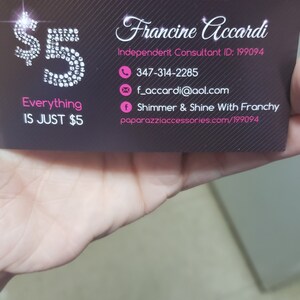 $5
Everything
IS JUST $5
Francine Accardi
Independent Consultant ID: 199094
347-314-2285
f_accardi@aol.com
f Shimmer & Shine With Franchy
paparazziaccessories.com/199094